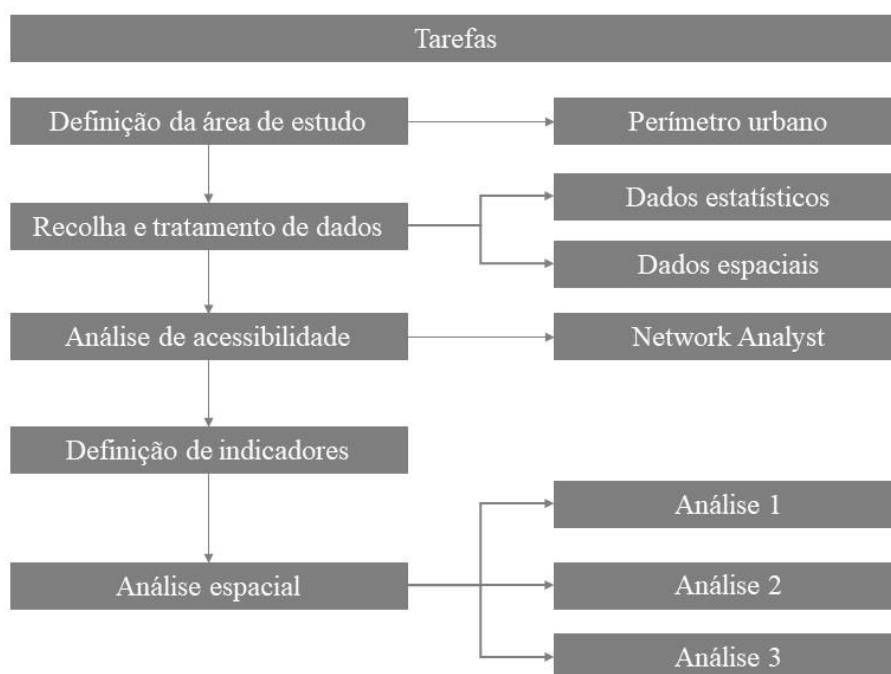 Tarefas
Definição da área de estudo
Perímetro urbano
Recolha e tratamento de dados
Dados estatísticos
Dados espaciais
Análise de acessibilidade
Network Analyst
Definição de indicadores
Análise espacial
Análise 1
Análise 2
Análise 3